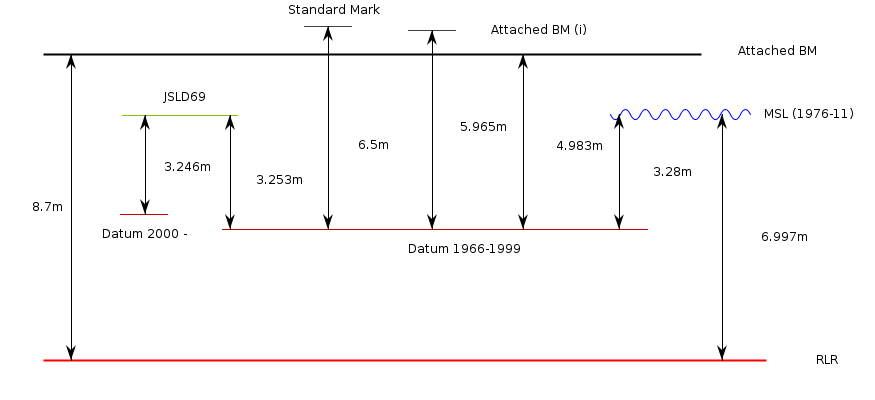 Standard Mark
Attached BM (i)
Attached BM
JSLD69
MSL (1976-11)
5.965m
6.5m
4.983m
3.246m
3.28m
3.253m
8.7m
Datum 2000 -
6.997m
Datum 1966-1999
RLR